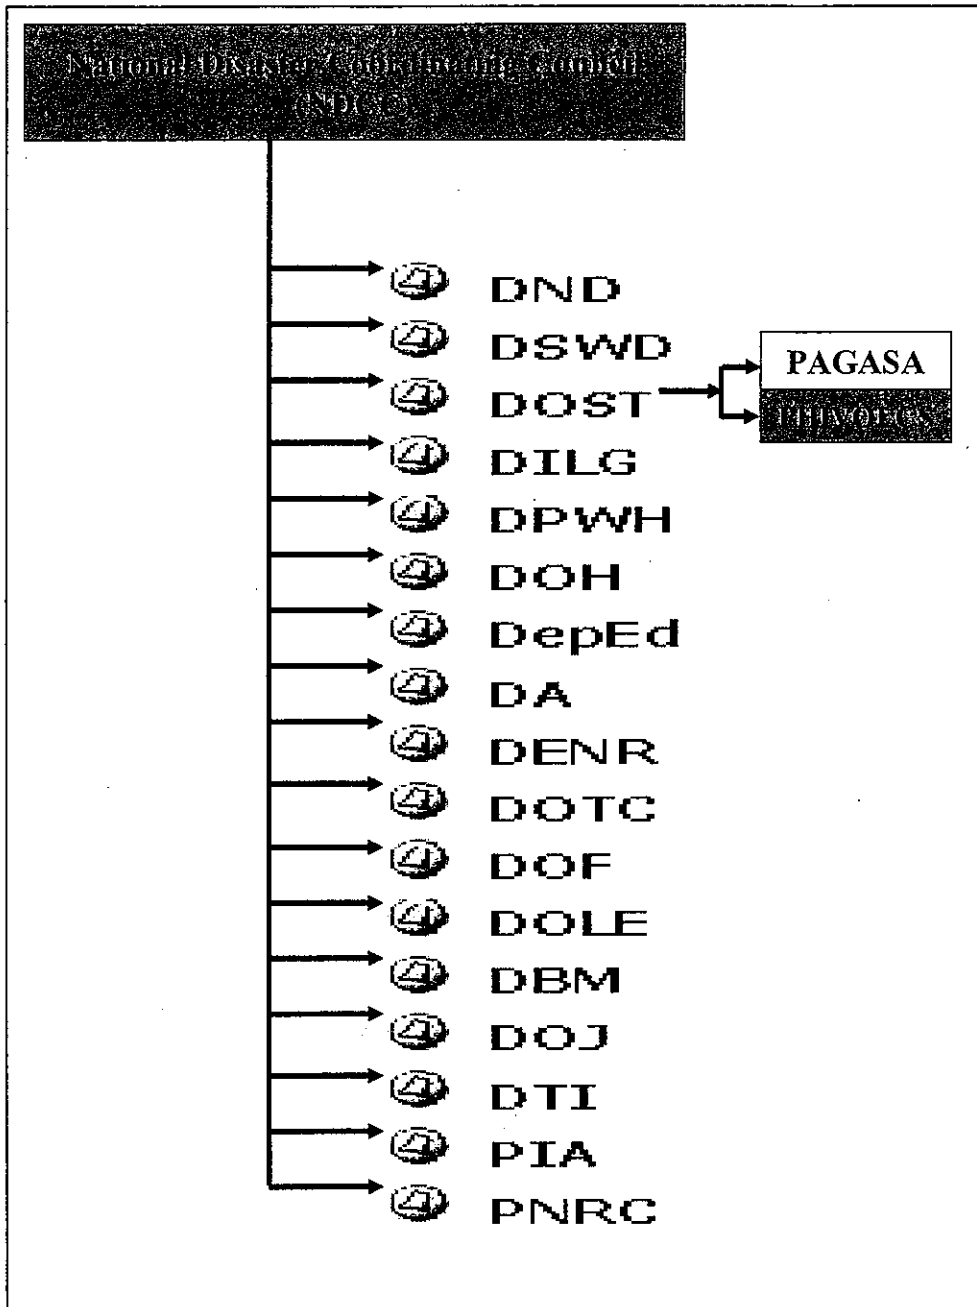 National Disaster Coordinating Council
(NDCC)
DND
DSWD
PAGASA
DOST
PHIVOLCS
DILG
DPWH
DOH
DepEd
DA
DENR
DOTC
DOF
DOLE
DBM
DOJ
DTI
PIA
PNRC